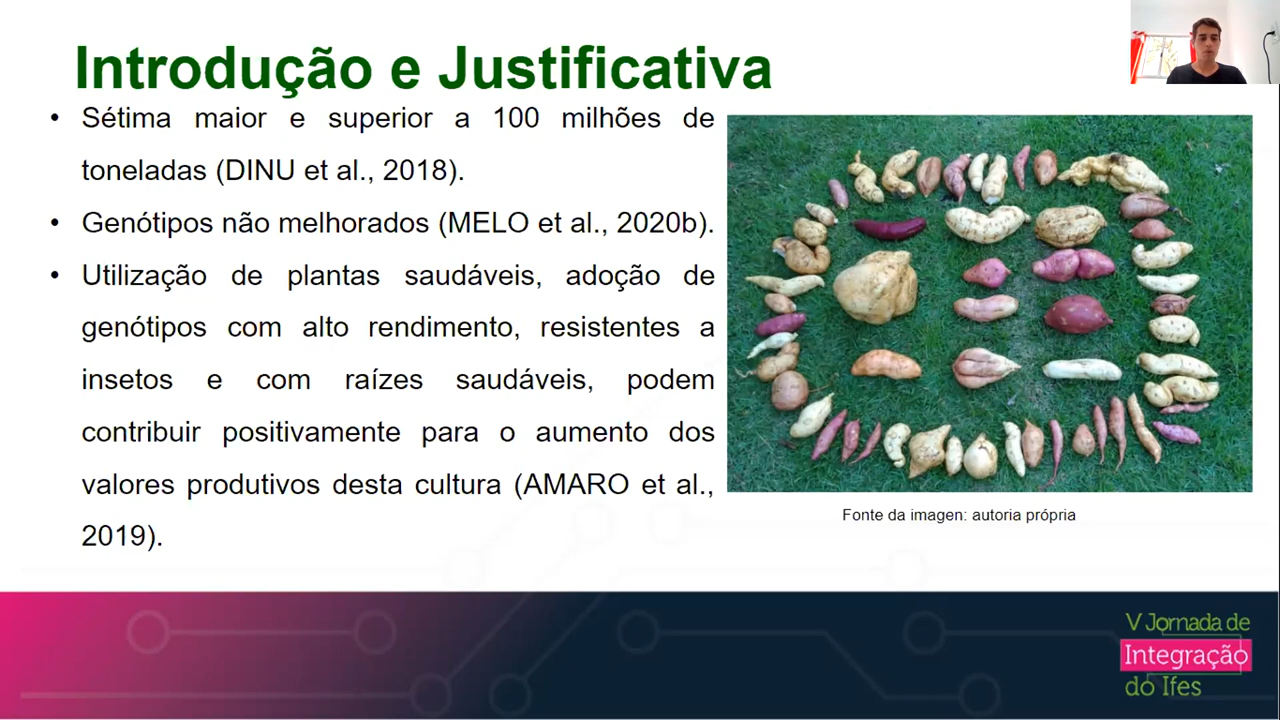 Introdução e Justificativa
• Sétima maior e superior a 100 milhões de
toneladas (DINU et al., 2018).
• Genótipos não melhorados (MELO et al., 2020b).
• Utilização de plantas saudáveis, adoção de
genótipos com alto rendimento, resistentes a
insetos e com raízes saudáveis, podem
contribuir positivamente para o aumento dos
valores produtivos desta cultura (AMARO et al.,
2019).
Fonte da imagen: autoria própria
V Jornada de
Integração
do Ifes